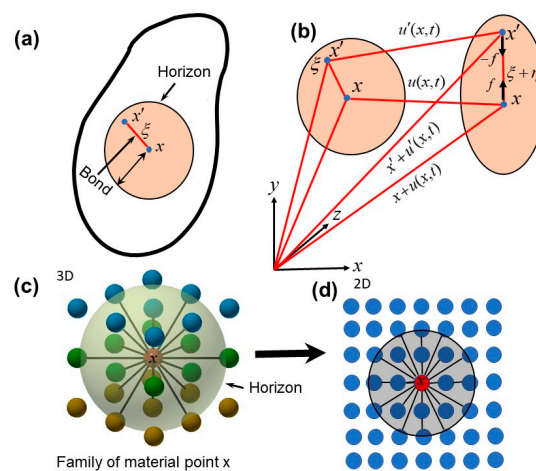 (a)
Horizon
x′
ξ
x
Bond
(b)
u′(x,t)
x′
ξ
-f
ξ+η
x
u(x,t)
f
x
x′+u′(x,t)
x+u(x,t)
y
z
x
(c)
3D
x
Horizon
Family of material point x
2D
(d)
x